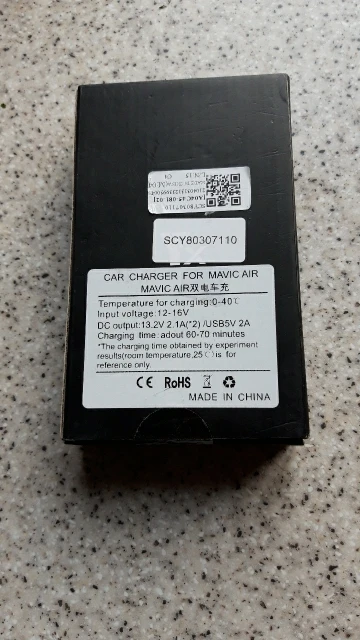 SCY80307110
CAR CHARGER FOR MAVIC AIR
MAVIC AIR双电车充
Temperature for charging:0-40℃
Input voltage:12-16V
DC output:13.2V 2.1A(*2) /USB5V 2A
Charging time: adout 60-70 minutes
*The charging time obtained by experiment
results(room temperature,25℃)is for
reference only.
CE RoHS
MADE IN CHINA